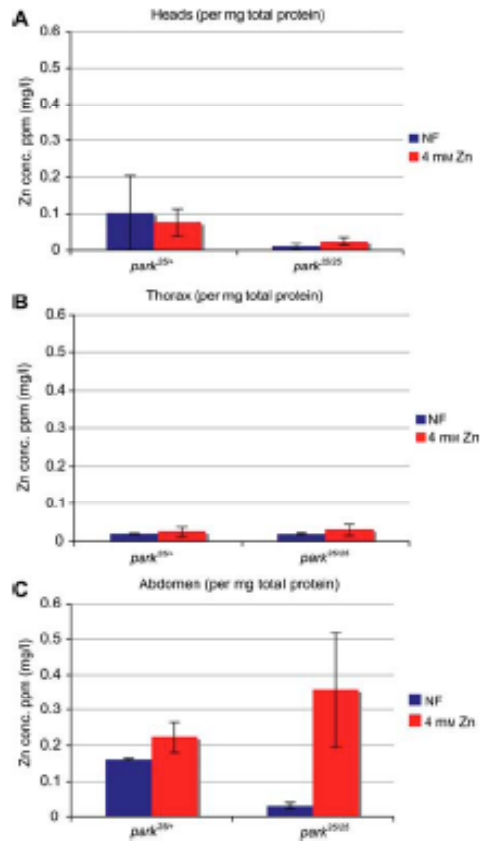 A
Heads (per mg total protein)
Zn conc. ppm (mg/l)
0.6
0.5
0.4
0.3
0.2
0.1
0
park25/+
park25/25
NF
4 mM Zn
B
Thorax (per mg total protein)
Zn conc. ppm (mg/l)
0.6
0.5
0.4
0.3
0.2
0.1
0
park25/+
park25/25
NF
4 mM Zn
C
Abdomen (per mg total protein)
Zn conc. ppm (mg/l)
0.6
0.5
0.4
0.3
0.2
0.1
0
park25/+
park25/25
NF
4 mM Zn